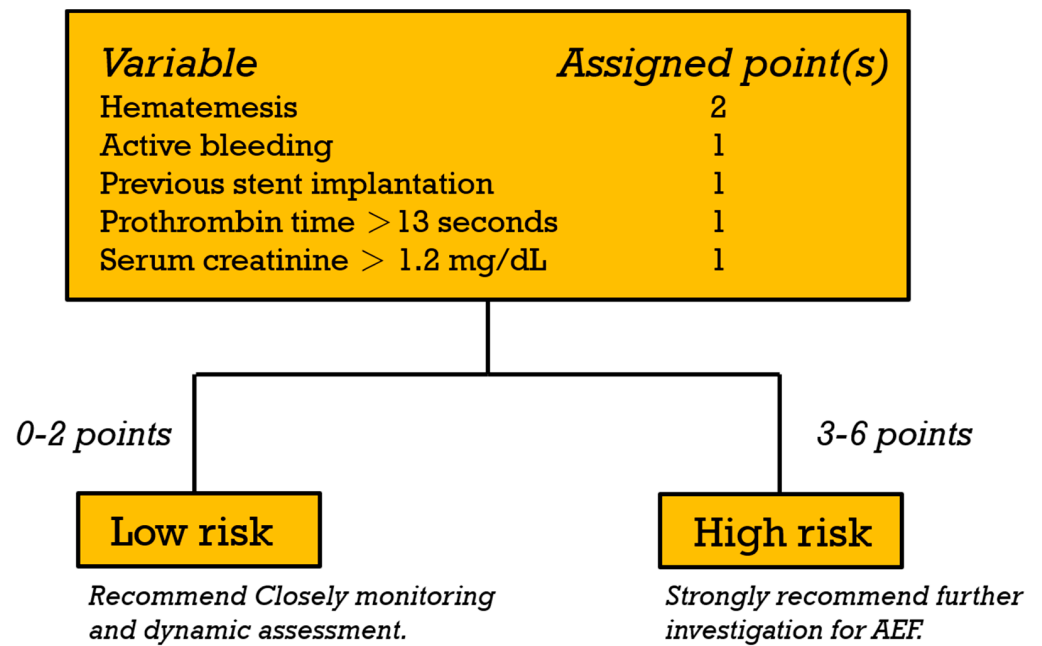 Variable Assigned point(s)
Hematemesis 2
Active bleeding 1
Previous stent implantation 1
Prothrombin time >13 seconds 1
Serum creatinine > 1.2 mg/dL 1
0-2 points 3-6 points
Low risk High risk
Recommend Closely monitoring
and dynamic assessment.
Strongly recommend further
investigation for AEF.